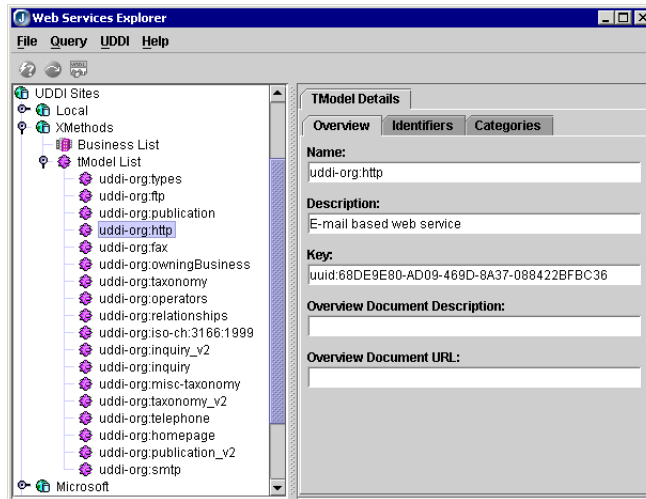 Web Services Explorer
File Query UDDI Help
UDDI Sites
Local
XMethods
Business List
tModel List
uddi-org:types
uddi-org:ftp
uddi-org:publication
uddi-org:http
uddi-org:fax
uddi-org:owningBusiness
uddi-org:taxonomy
uddi-org:operators
uddi-org:relationships
uddi-org:iso-ch:3166:1999
uddi-org:inquiry_v2
uddi-org:inquiry
uddi-org:misc-taxonomy
uddi-org:taxonomy_v2
uddi-org:telephone
uddi-org:homepage
uddi-org:publication_v2
uddi-org:smtp
Microsoft
TModel Details
Overview Identifiers Categories
Name:
uddi-org:http
Description:
E-mail based web service
Key:
uuid:68DE9E80-AD09-469D-8A37-088422BFBC36
Overview Document Description:
Overview Document URL: